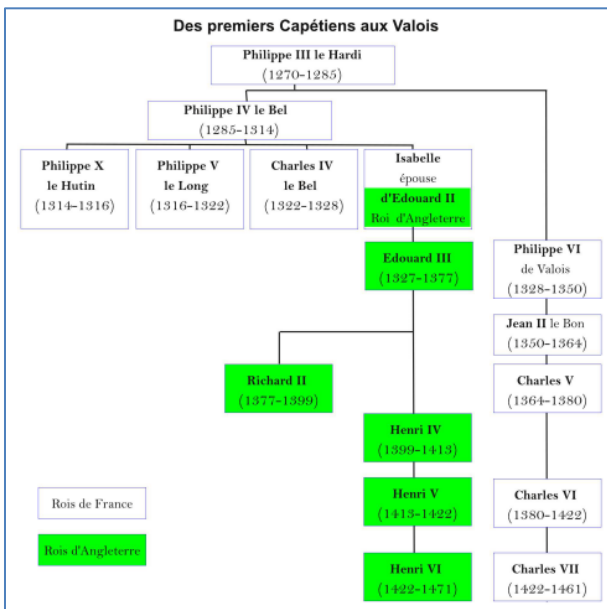 Des premiers Capétiens aux Valois
Philippe III le Hardi
(1270-1285)
Philippe IV le Bel
(1285-1314)
Philippe X
le Hutin
(1314-1316)
Philippe V
le Long
(1316-1322)
Charles IV
le Bel
(1322-1328)
Isabelle
épouse
d'Edouard II
Roi d'Angleterre
Edouard III
(1327-1377)
Philippe VI
de Valois
(1328-1350)
Jean II le Bon
(1350-1364)
Richard II
(1377-1399)
Charles V
(1364-1380)
Henri IV
(1399-1413)
Henri V
(1413-1422)
Charles VI
(1380-1422)
Rois de France
Rois d'Angleterre
Henri VI
(1422-1471)
Charles VII
(1422-1461)